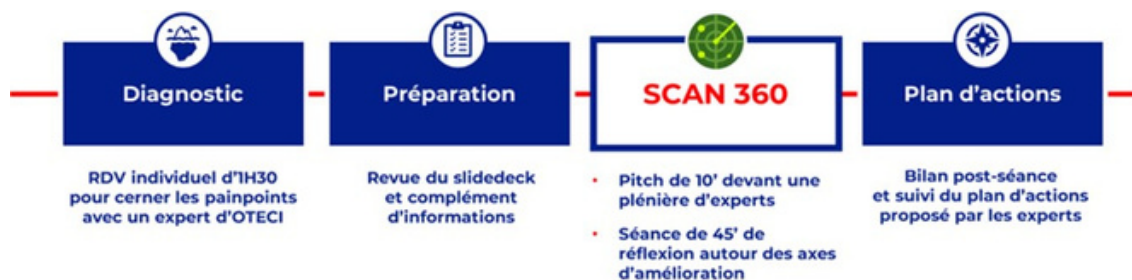 Diagnostic
RDV individuel d'1H30
pour cerner les painpoints
avec un expert d'OTECI
Préparation
Revue du slidedeck
et complément
d'informations
SCAN 360
• Pitch de 10' devant une
plénière d'experts
• Séance de 45' de
réflexion autour des axes
d'amélioration
Plan d'actions
Bilan post-séance
et suivi du plan d'actions
proposé par les experts